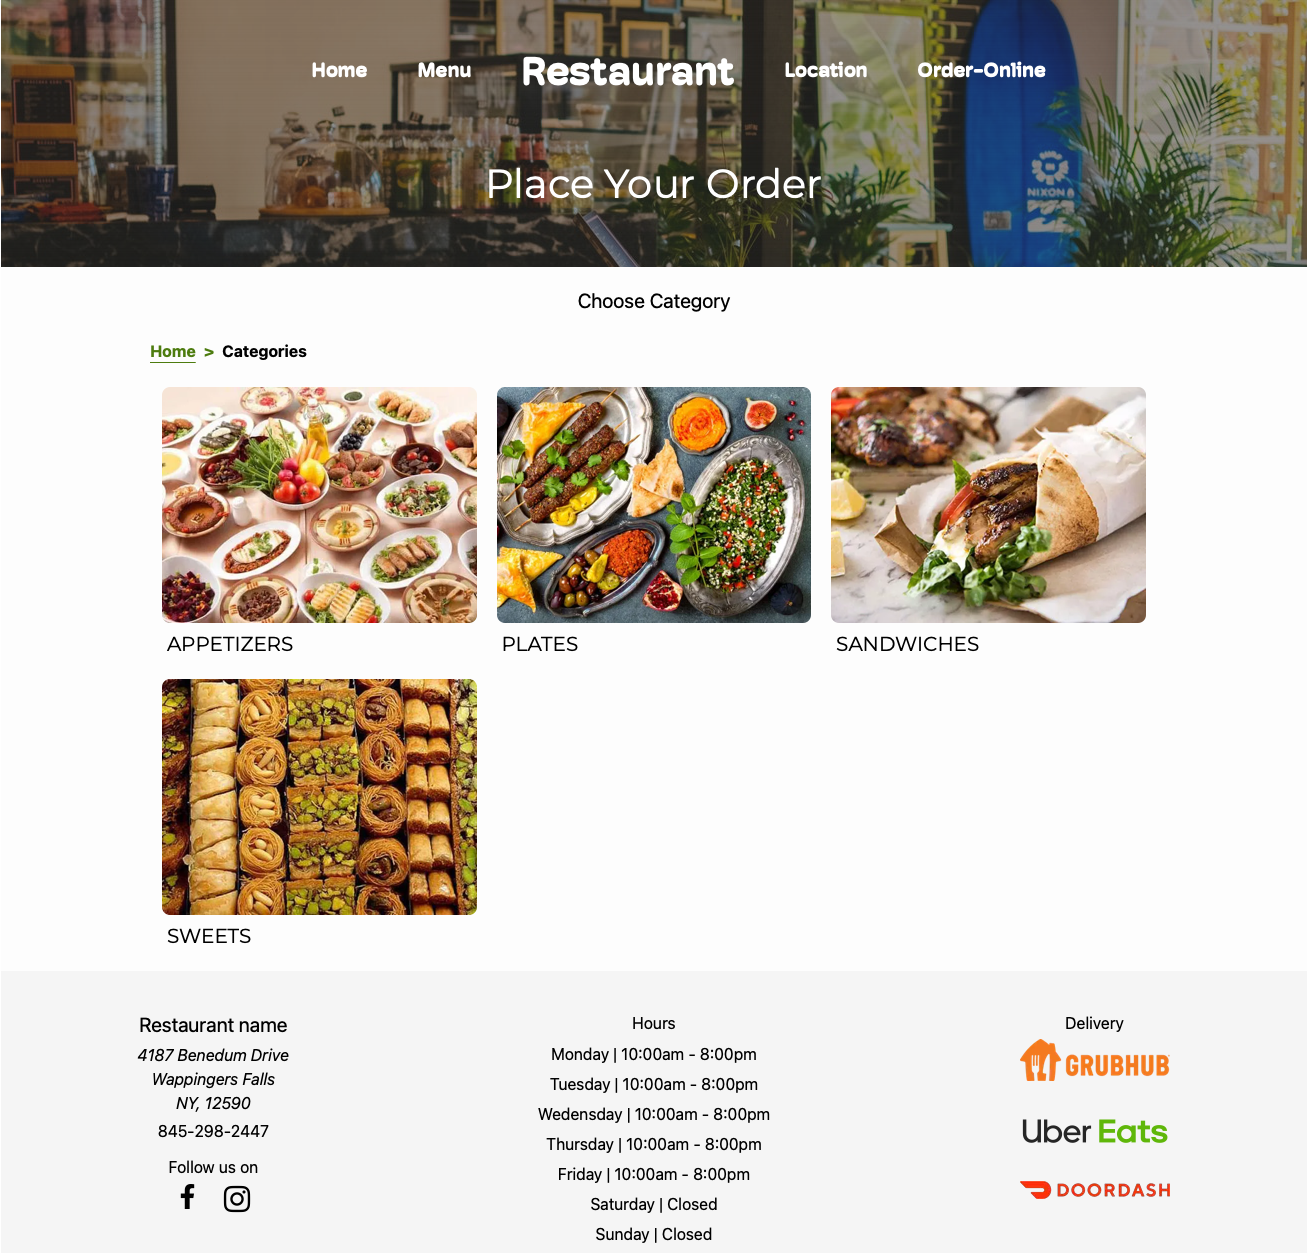 Home Menu Restaurant Location Order-Online
Place Your Order
NIXON
Choose Category
Home > Categories
APPETIZERS
PLATES
SANDWICHES
SWEETS
Restaurant name
4187 Benedum Drive
Wappingers Falls
NY, 12590
845-298-2447
Follow us on
Hours
Monday | 10:00am - 8:00pm
Tuesday | 10:00am - 8:00pm
Wedensday | 10:00am - 8:00pm
Thursday | 10:00am - 8:00pm
Friday | 10:00am - 8:00pm
Saturday | Closed
Sunday | Closed
Delivery
GRUBHUB
Uber Eats
DOORDASH